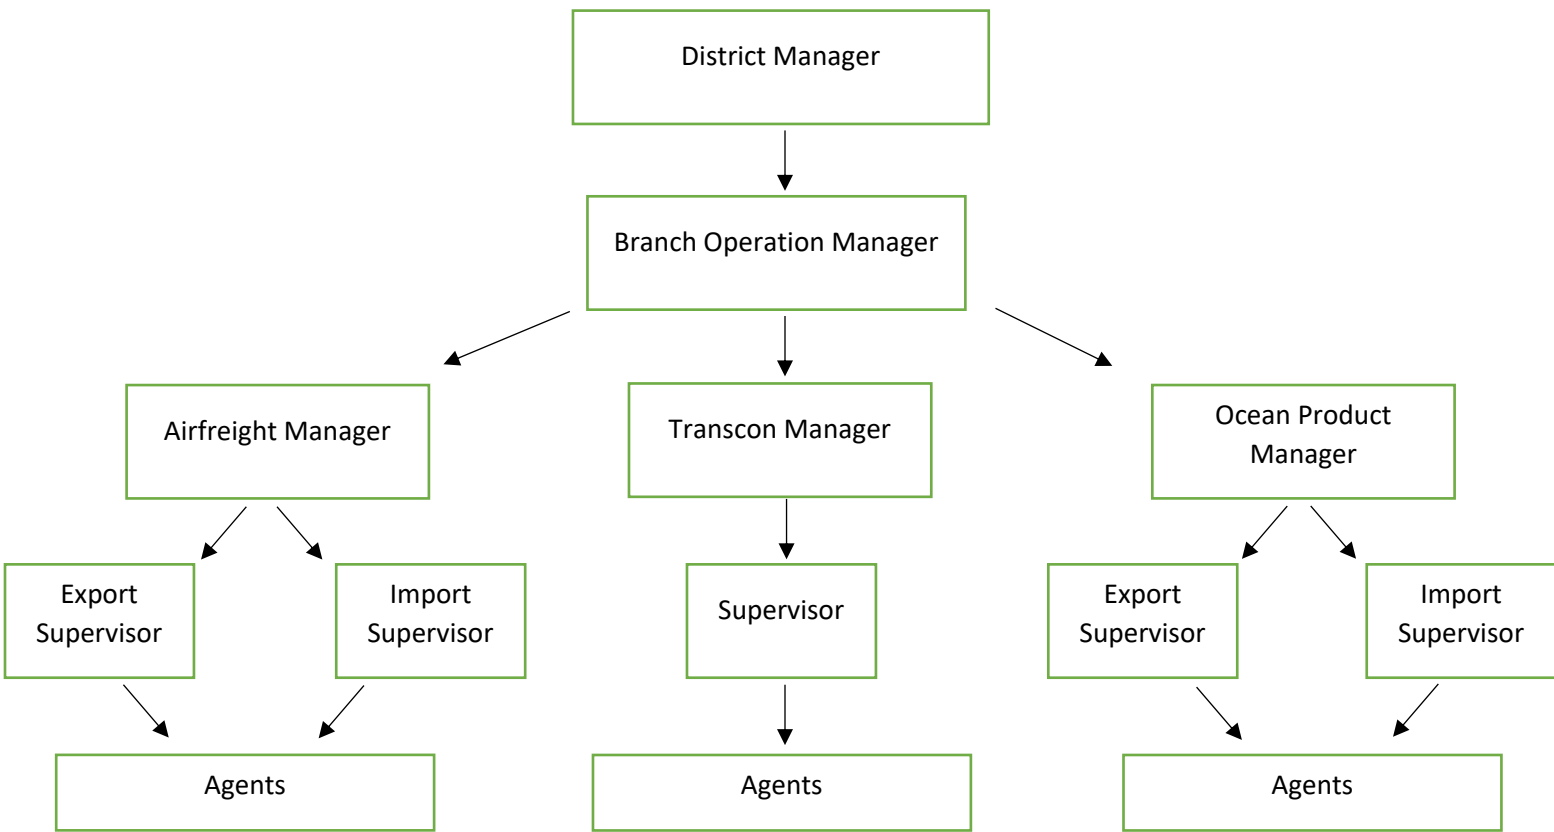 District Manager
Branch Operation Manager
Airfreight Manager
Transcon Manager
Ocean Product
Manager
Export
Supervisor
Import
Supervisor
Supervisor
Export
Supervisor
Import
Supervisor
Agents
Agents
Agents